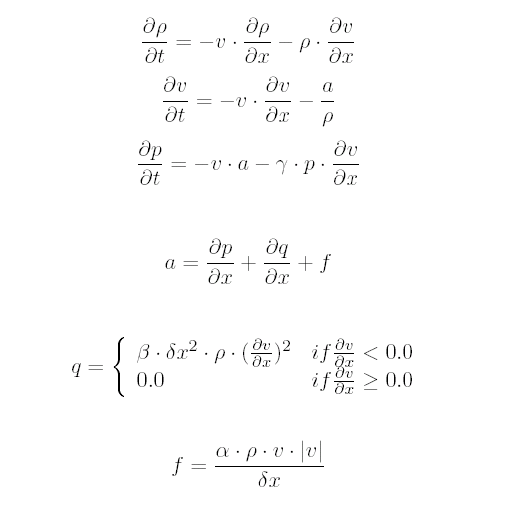 ∂ρ/∂t = −v · ∂ρ/∂x − ρ · ∂v/∂x
∂v/∂t = −v · ∂v/∂x − a/ρ
∂p/∂t = −v · a − γ · p · ∂v/∂x
a = ∂p/∂x + ∂q/∂x + f
q = { β · δx² · ρ · (∂v/∂x)² if ∂v/∂x < 0.0
0.0 if ∂v/∂x ≥ 0.0
f = α · ρ · v · |v| / δx